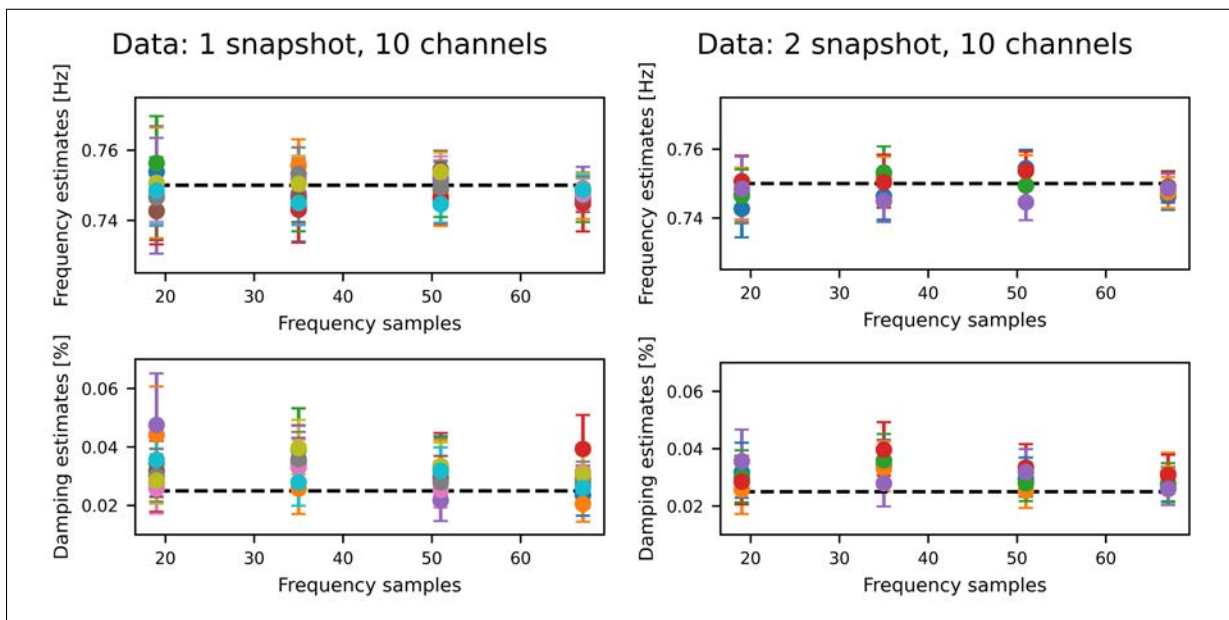 Data: 1 snapshot, 10 channels
Frequency estimates [Hz]
0.76
0.74
20 30 40 50 60
Frequency samples
Damping estimates [%]
0.06
0.04
0.02
20 30 40 50 60
Frequency samples
Data: 2 snapshot, 10 channels
Frequency estimates [Hz]
0.76
0.74
20 30 40 50 60
Frequency samples
Damping estimates [%]
0.06
0.04
0.02
20 30 40 50 60
Frequency samples